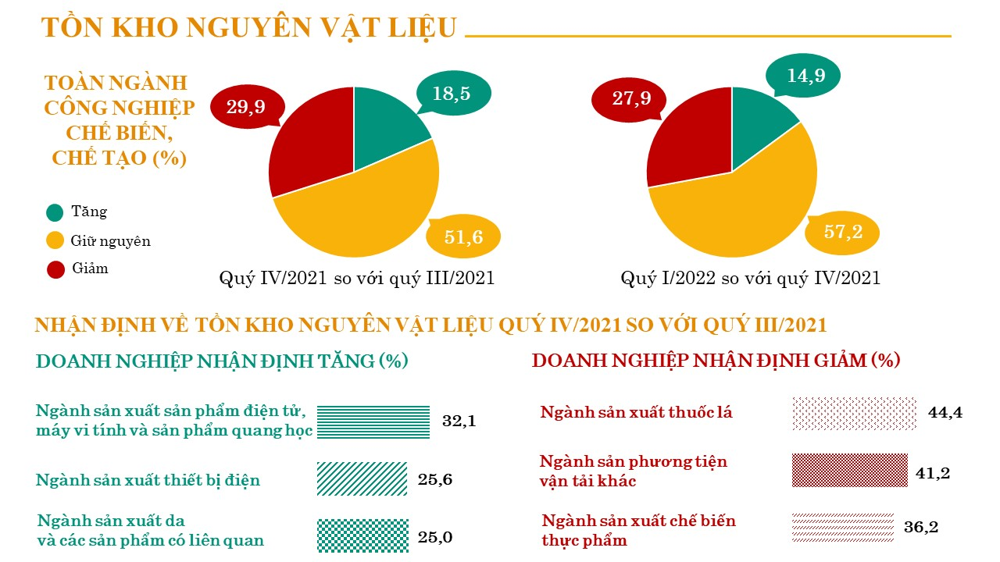 TỒN KHO NGUYÊN VẬT LIỆU
TOÀN NGÀNH
CÔNG NGHIỆP
CHẾ BIẾN,
CHẾ TẠO (%)
Tăng
Giữ nguyên
Giảm
29,9
18,5
51,6
Quý IV/2021 so với quý III/2021
27,9
14,9
57,2
Quý I/2022 so với quý IV/2021
NHẬN ĐỊNH VỀ TỒN KHO NGUYÊN VẬT LIỆU QUÝ IV/2021 SO VỚI QUÝ III/2021
DOANH NGHIỆP NHẬN ĐỊNH TĂNG (%)
Ngành sản xuất sản phẩm điện tử,
máy vi tính và sản phẩm quang học
32,1
Ngành sản xuất thiết bị điện
25,6
Ngành sản xuất da
và các sản phẩm có liên quan
25,0
DOANH NGHIỆP NHẬN ĐỊNH GIẢM (%)
Ngành sản xuất thuốc lá
44,4
Ngành sản phương tiện
vận tải khác
41,2
Ngành sản xuất chế biến
thực phẩm
36,2